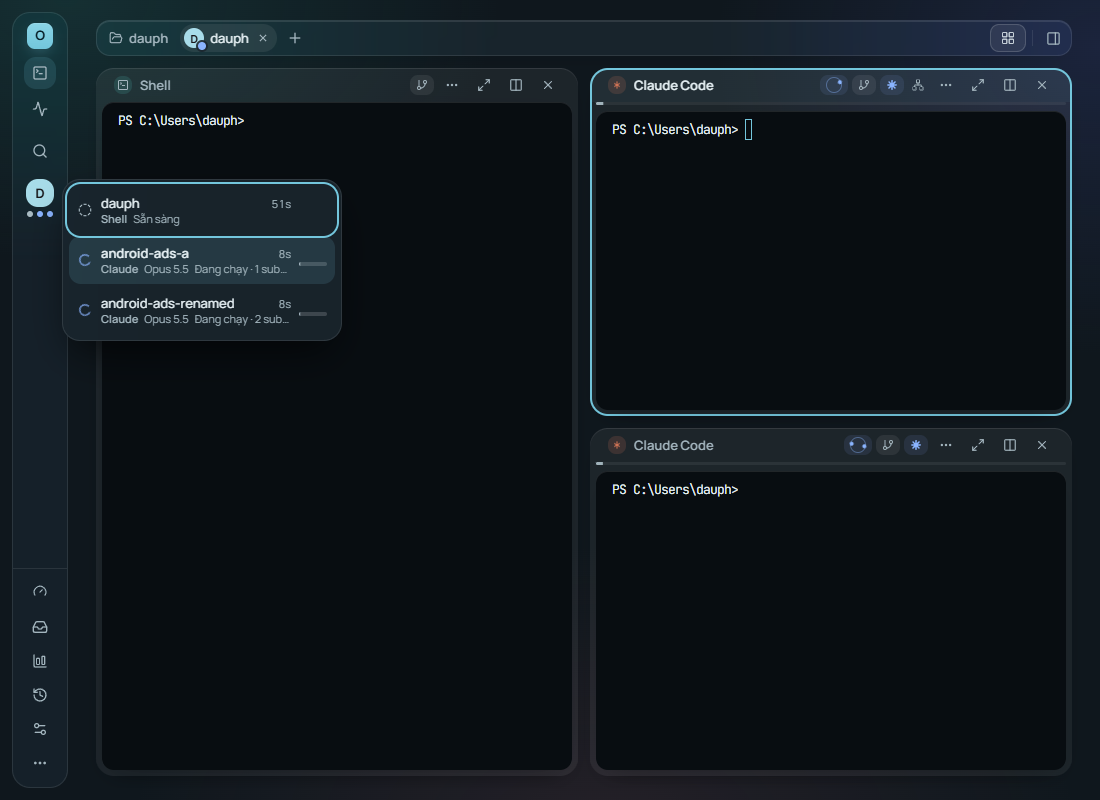 O
dauph
D
dauph
Shell
PS C:\Users\dauph>
Claude Code
PS C:\Users\dauph>
D
dauph
51s
Shell Sẵn sàng
android-ads-a
8s
Claude Opus 5.5 Đang chạy · 1 sub…
android-ads-renamed
8s
Claude Opus 5.5 Đang chạy · 2 sub…
Claude Code
PS C:\Users\dauph>